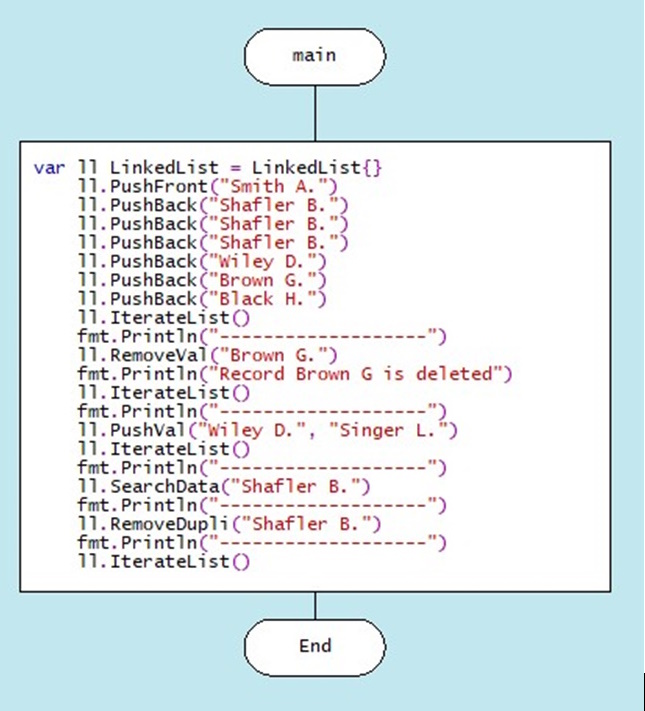 main
var ll LinkedList = LinkedList{}
ll.PushFront("Smith A.")
ll.PushBack("Shafler B.")
ll.PushBack("Shafler B.")
ll.PushBack("Shafler B.")
ll.PushBack("Wiley D.")
ll.PushBack("Brown G.")
ll.PushBack("Black H.")
ll.IterateList()
fmt.Println("-------------------")
ll.RemoveVal("Brown G.")
fmt.Println("Record Brown G is deleted")
ll.IterateList()
fmt.Println("-------------------")
ll.PushVal("Wiley D.", "Singer L.")
ll.IterateList()
fmt.Println("-------------------")
ll.SearchData("Shafler B.")
fmt.Println("-------------------")
ll.RemoveDupli("Shafler B.")
fmt.Println("-------------------")
ll.IterateList()
End